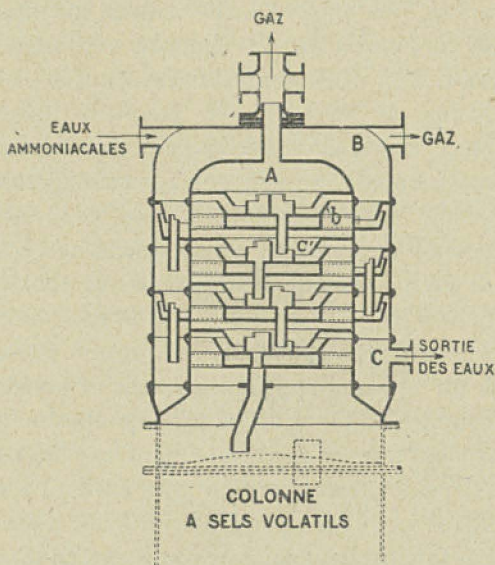 GAZ
EAUX
AMMONIACALES
B
GAZ
A
b
C'
C
SORTIE
DES EAUX
COLONNE
A SELS VOLATILS